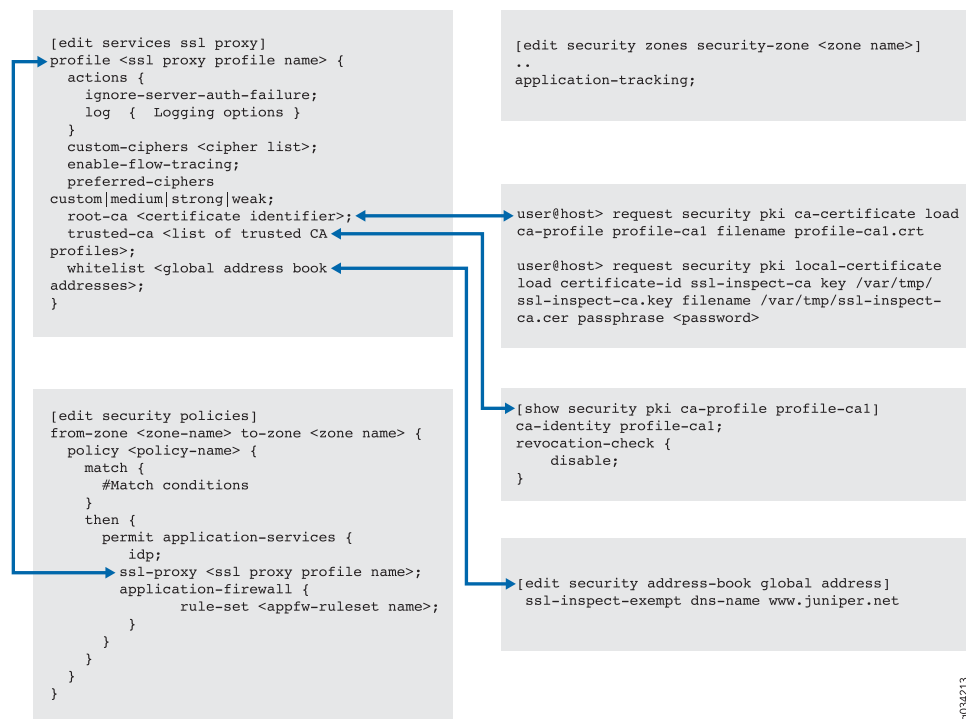 [edit services ssl proxy]
profile <ssl proxy profile name> {
actions {
ignore-server-auth-failure;
log { Logging options }
}
custom-ciphers <cipher list>;
enable-flow-tracing;
preferred-ciphers
custom|medium|strong|weak;
root-ca <certificate identifier>;
trusted-ca <list of trusted CA
profiles>;
whitelist <global address book
addresses>;
}
[edit security policies]
from-zone <zone-name> to-zone <zone name> {
policy <policy-name> {
match {
#Match conditions
}
then {
permit application-services {
idp;
ssl-proxy <ssl proxy profile name>;
application-firewall {
rule-set <appfw-ruleset name>;
}
}
}
}
}
[edit security zones security-zone <zone name>]
..
application-tracking;
user@host> request security pki ca-certificate load
ca-profile profile-ca1 filename profile-ca1.crt
user@host> request security pki local-certificate
load certificate-id ssl-inspect-ca key /var/tmp/
ssl-inspect-ca.key filename /var/tmp/ssl-inspect-
ca.cer passphrase <password>
[show security pki ca-profile profile-ca1]
ca-identity profile-ca1;
revocation-check {
disable;
}
[edit security address-book global address]
ssl-inspect-exempt dns-name www.juniper.net